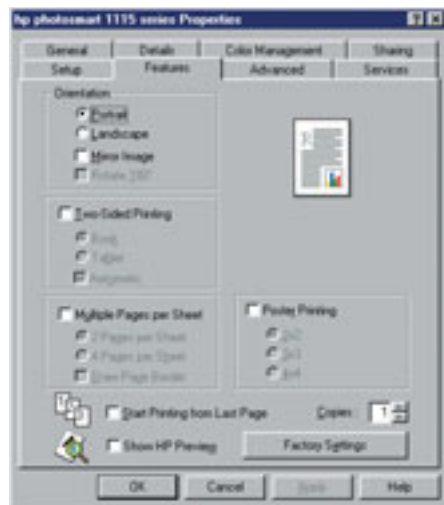 hp photosmart 1115 series Properties
General Details Color Management Sharing
Setup Features Advanced Services
Orientation
Portrait
Landscape
Mirror Image
Rotate 180°
Two-Sided Printing
Book
Tablet
Automatic
Multiple Pages per Sheet
2 Pages per Sheet
4 Pages per Sheet
Draw Page Border
Poster Printing
2x2
3x3
4x4
Start Printing from Last Page
Copies: 1
Show HP Preview
Factory Settings
OK Cancel Apply Help